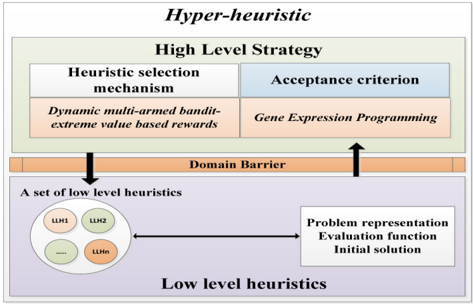 Hyper-heuristic
High Level Strategy
Heuristic selection
mechanism
Acceptance criterion
Dynamic multi-armed bandit-
extreme value based rewards
Gene Expression Programming
Domain Barrier
A set of low level heuristics
LLH1
LLH2
.....
LLHn
Problem representation
Evaluation function
Initial solution
Low level heuristics